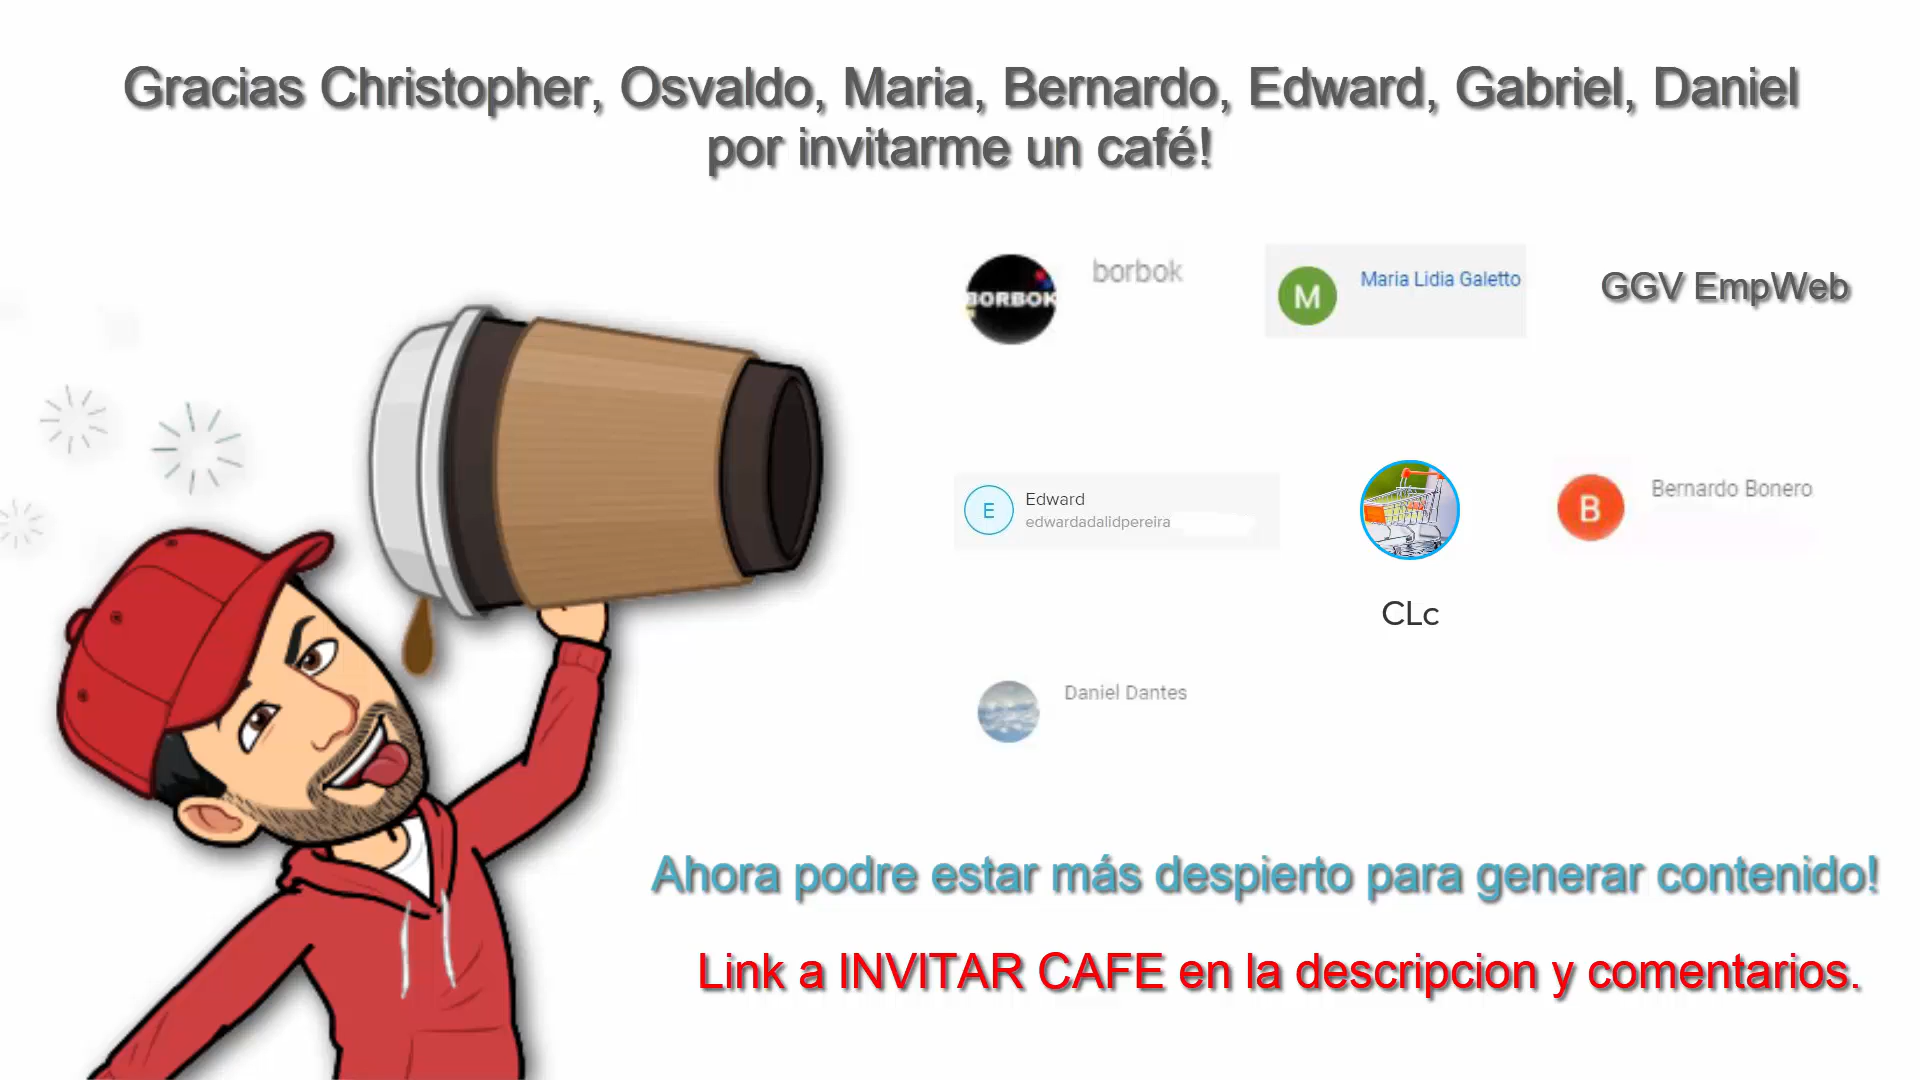 Gracias Christopher, Osvaldo, Maria, Bernardo, Edward, Gabriel, Daniel
por invitarme un café!
BORBOK
borbok
M
Maria Lidia Galetto
GGV EmpWeb
E
Edward
edwardadalidpereira
B
Bernardo Bonero
CLc
Daniel Dantes
Ahora podre estar más despierto para generar contenido!
Link a INVITAR CAFE en la descripcion y comentarios.